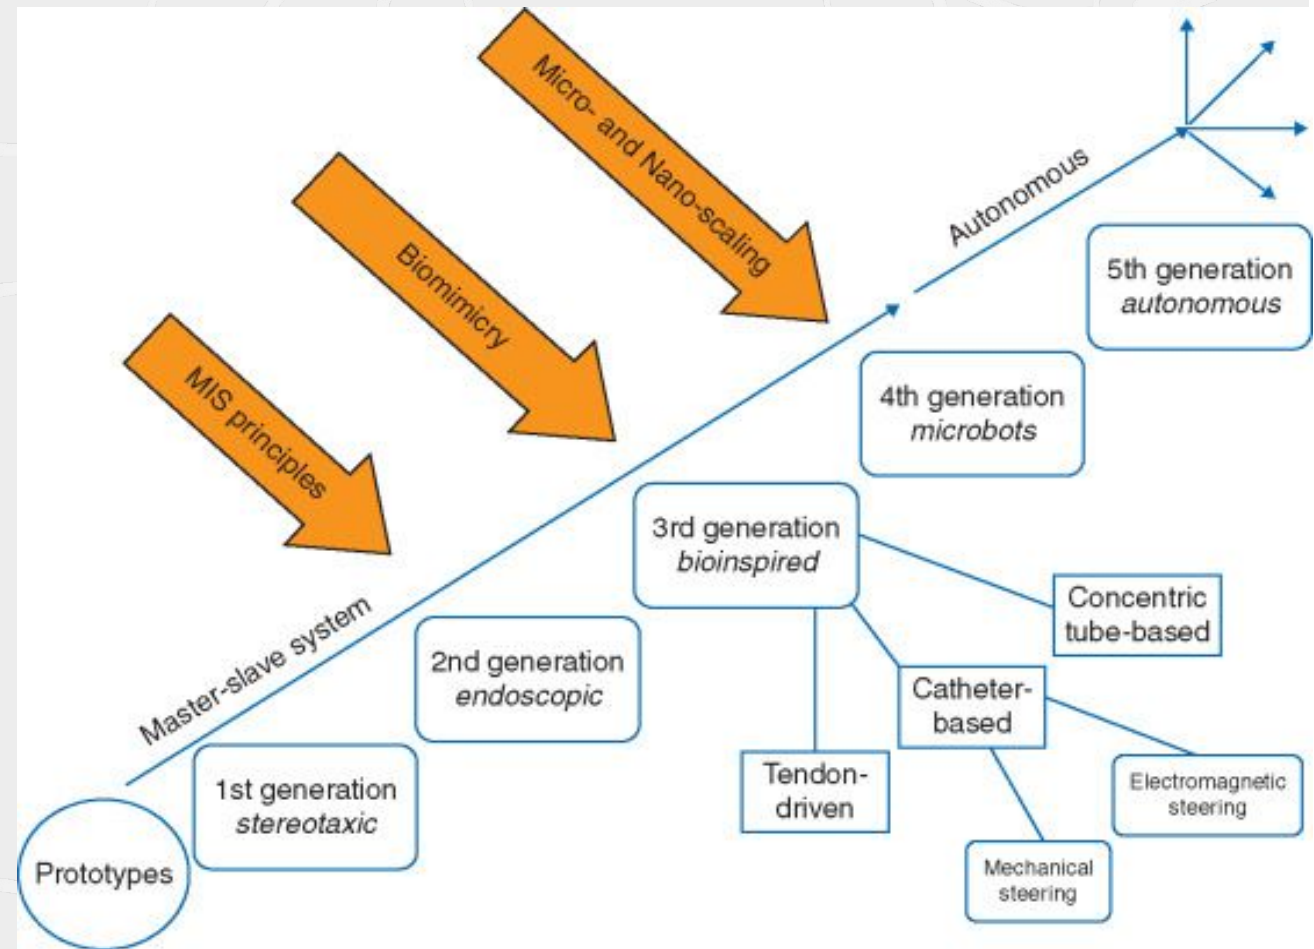 Micro- and Nano-scaling
Biomimicry
MIS principles
Master-slave system
Autonomous
5th generation
autonomous
4th generation
microbots
3rd generation
bioinspired
Concentric
tube-based
2nd generation
endoscopic
Catheter-
based
Tendon-
driven
Electromagnetic
steering
1st generation
stereotaxic
Mechanical
steering
Prototypes